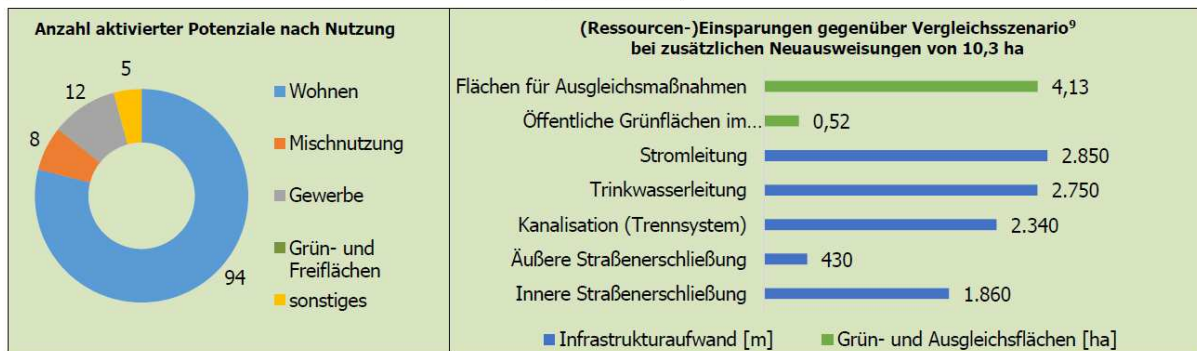 Anzahl aktivierter Potenziale nach Nutzung
5
12
8
94
Wohnen
Mischnutzung
Gewerbe
Grün- und
Freiflächen
sonstiges
(Ressourcen-)Einsparungen gegenüber Vergleichsszenario⁹
bei zusätzlichen Neuausweisungen von 10,3 ha
Flächen für Ausgleichsmaßnahmen 4,13
Öffentliche Grünflächen im... 0,52
Stromleitung 2.850
Trinkwasserleitung 2.750
Kanalisation (Trennsystem) 2.340
Äußere Straßenerschließung 430
Innere Straßenerschließung 1.860
Infrastrukturaufwand [m] Grün- und Ausgleichsflächen [ha]